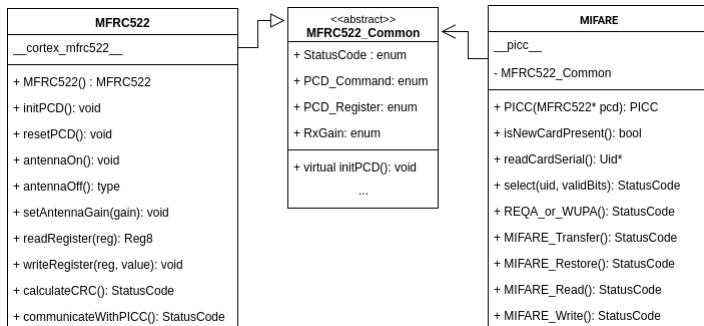 MFRC522
__cortex_mfrc522__
+ MFRC522() : MFRC522
+ initPCD(): void
+ resetPCD(): void
+ antennaOn(): void
+ antennaOff(): type
+ setAntennaGain(gain): void
+ readRegister(reg): Reg8
+ writeRegister(reg, value): void
+ calculateCRC(): StatusCode
+ communicateWithPICC(): StatusCode
<<abstract>>
MFRC522_Common
+ StatusCode : enum
+ PCD_Command: enum
+ PCD_Register: enum
+ RxGain: enum
+ virtual initPCD(): void
...
MIFARE
__picc__
- MFRC522_Common
+ PICC(MFRC522* pcd): PICC
+ isNewCardPresent(): bool
+ readCardSerial(): Uid*
+ select(uid, validBits): StatusCode
+ REQA_or_WUPA(): StatusCode
+ MIFARE_Transfer(): StatusCode
+ MIFARE_Restore(): StatusCode
+ MIFARE_Read(): StatusCode
+ MIFARE_Write(): StatusCode